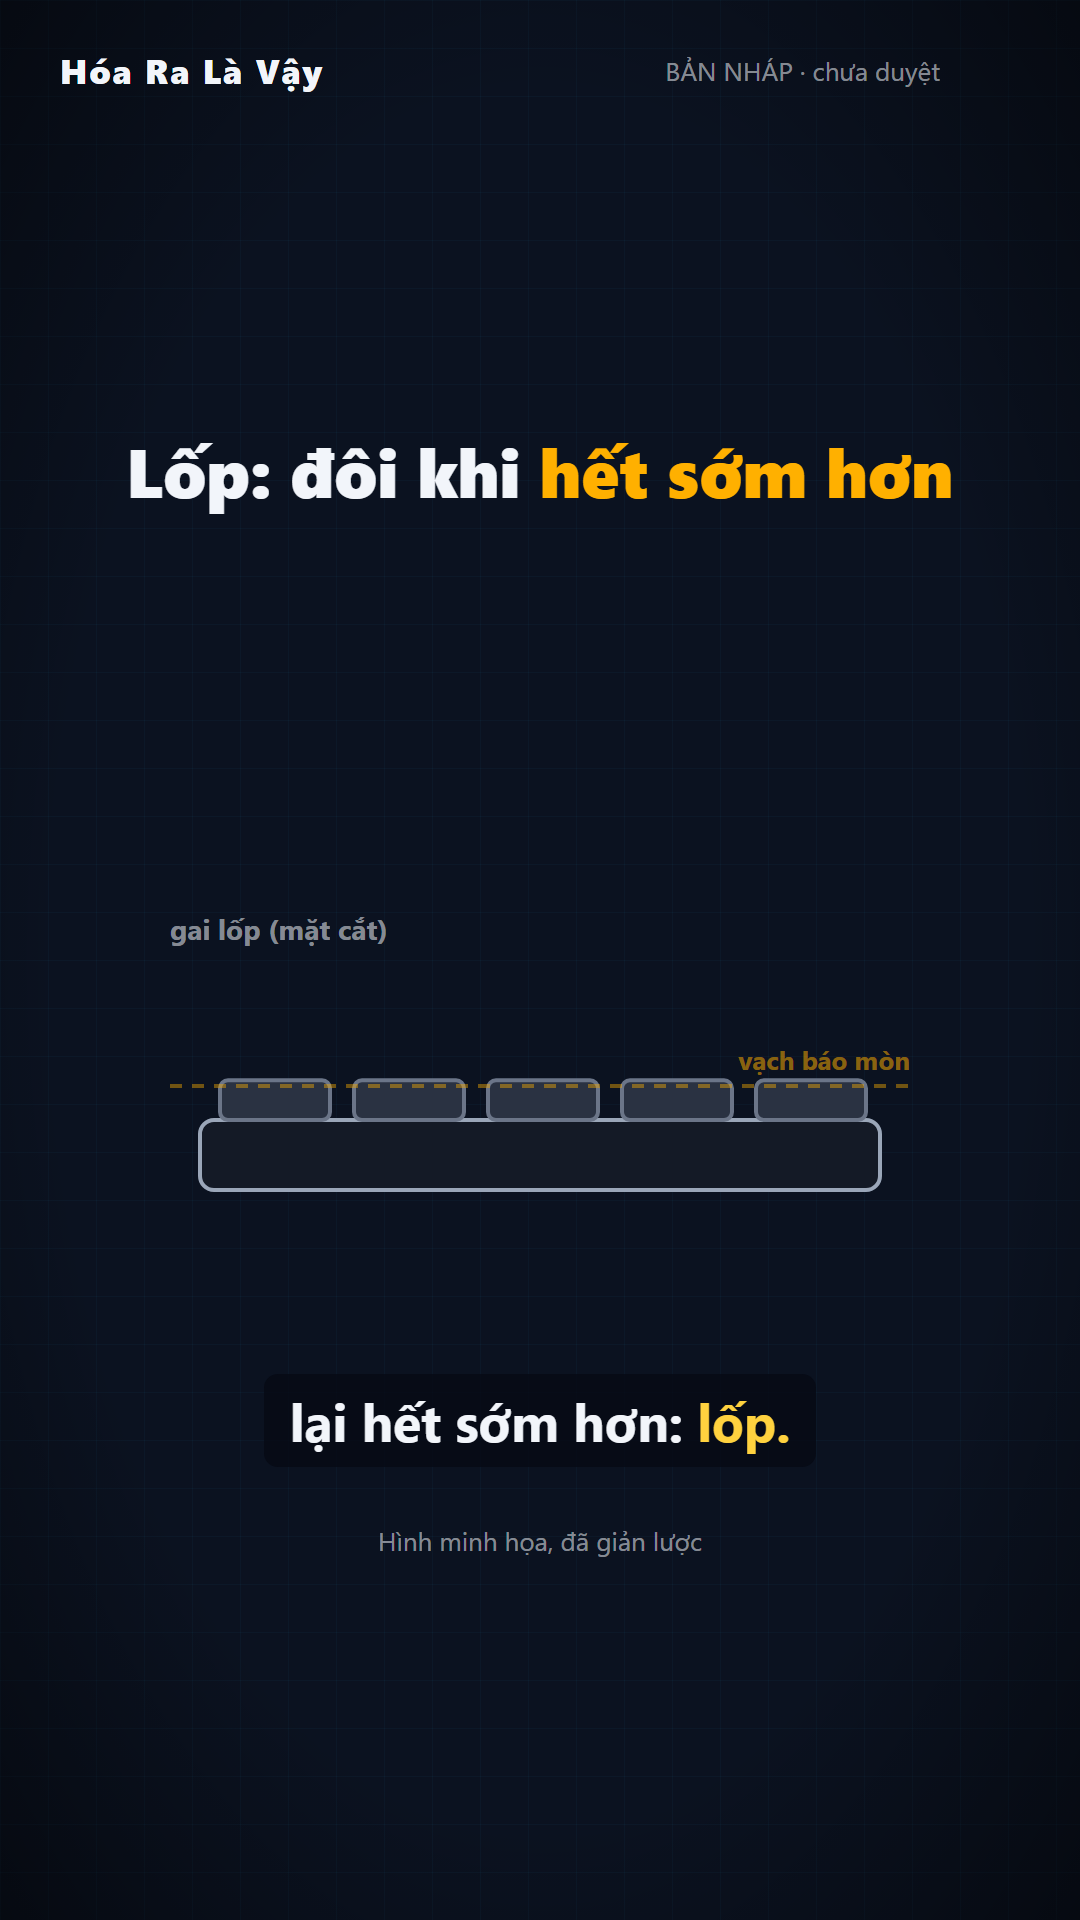 Hóa Ra Là Vậy
BẢN NHÁP · chưa duyệt
Lốp: đôi khi hết sớm hơn
gai lốp (mặt cắt)
vạch báo mòn
lại hết sớm hơn: lốp.
Hình minh họa, đã giản lược